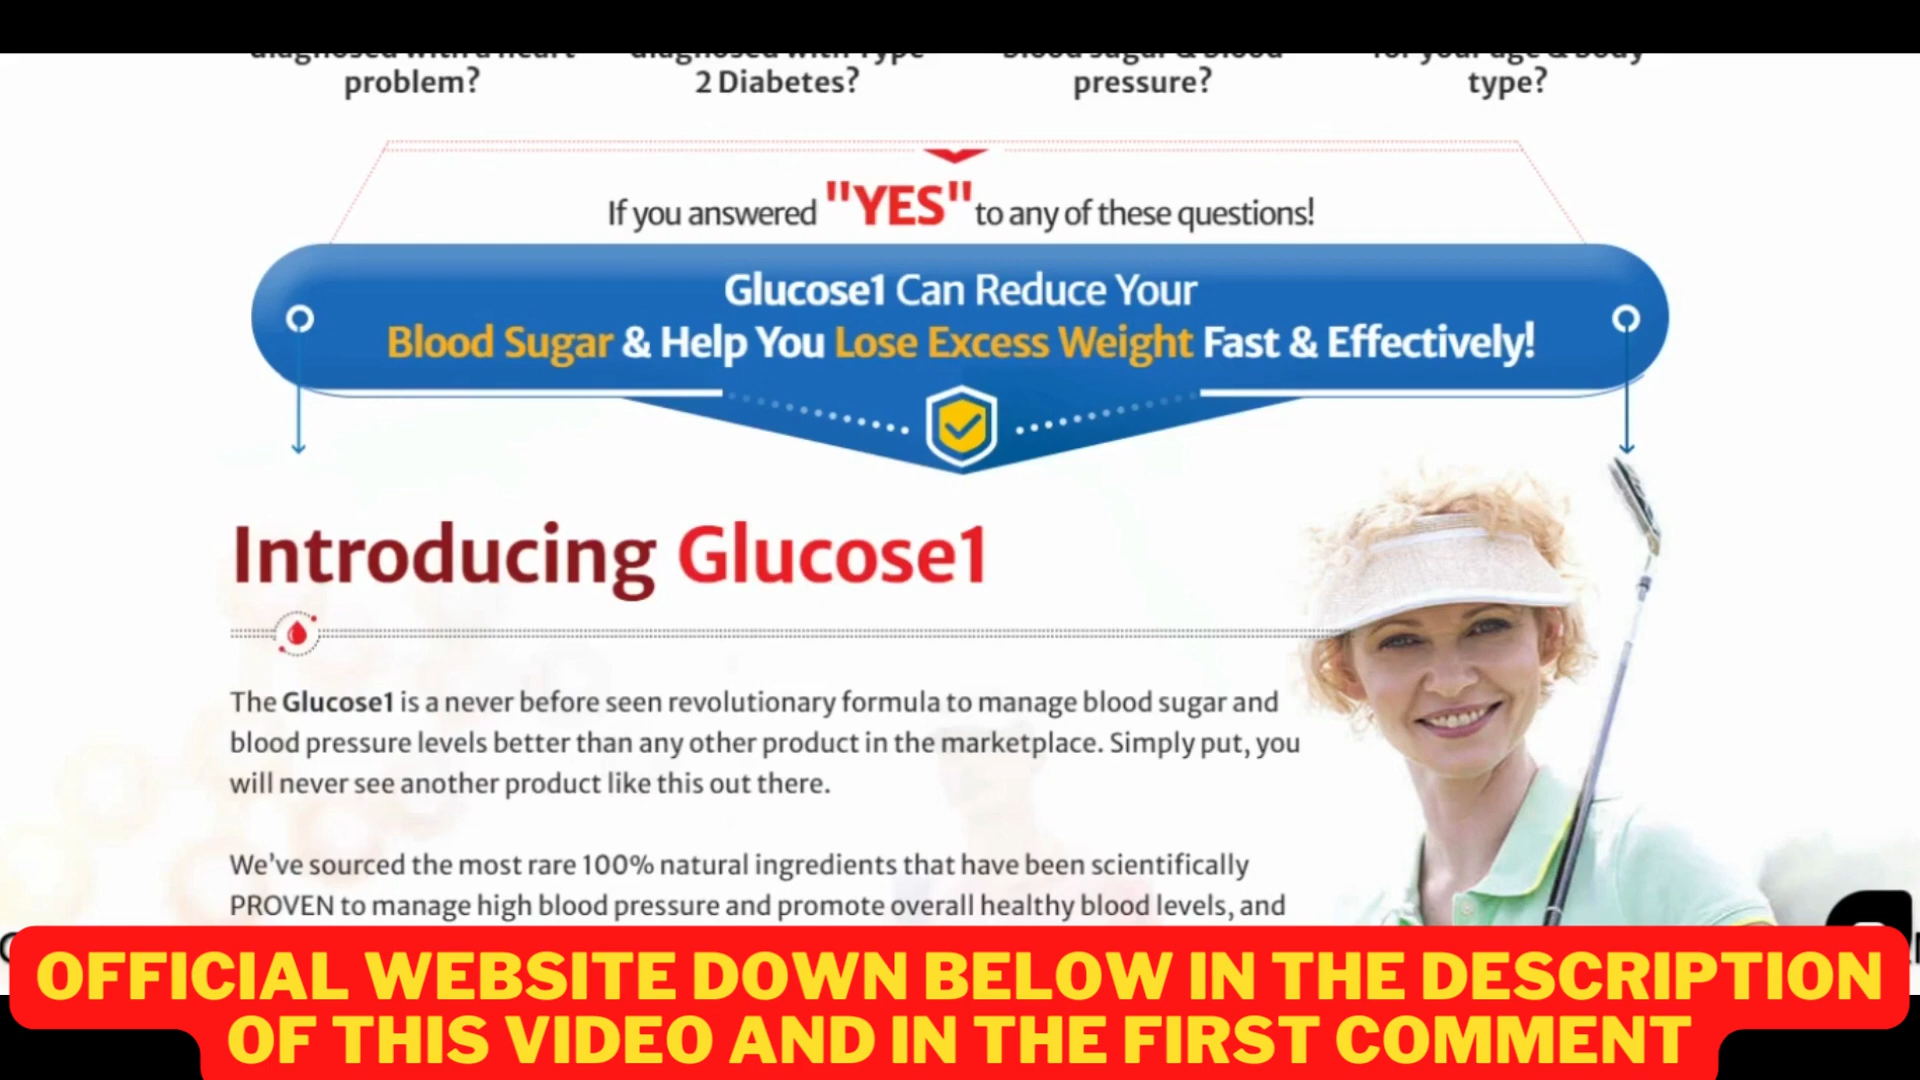 problem?
2 Diabetes?
pressure?
type?
If you answered "YES" to any of these questions!
Glucose1 Can Reduce Your
Blood Sugar & Help You Lose Excess Weight Fast & Effectively!
Introducing Glucose1
The Glucose1 is a never before seen revolutionary formula to manage blood sugar and
blood pressure levels better than any other product in the marketplace. Simply put, you
will never see another product like this out there.
We've sourced the most rare 100% natural ingredients that have been scientifically
PROVEN to manage high blood pressure and promote overall healthy blood levels, and
OFFICIAL WEBSITE DOWN BELOW IN THE DESCRIPTION
OF THIS VIDEO AND IN THE FIRST COMMENT